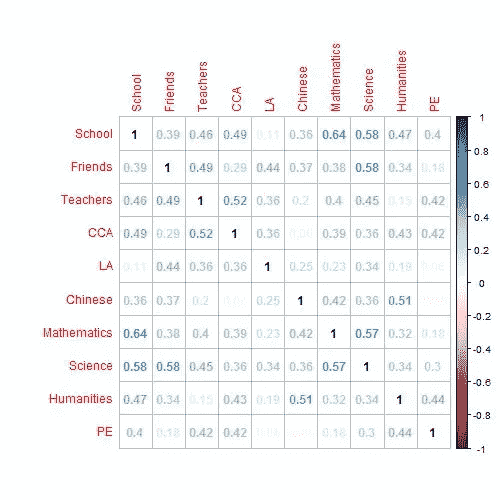 School Friends Teachers CCA LA Chinese Mathematics Science Humanities PE
School 1 0.39 0.46 0.49 0.11 0.36 0.64 0.58 0.47 0.4
Friends 0.39 1 0.49 0.29 0.44 0.37 0.38 0.58 0.34 0.18
Teachers 0.46 0.49 1 0.52 0.36 0.2 0.4 0.45 0.15 0.42
CCA 0.49 0.29 0.52 1 0.36 0.39 0.36 0.43 0.42
LA 0.11 0.44 0.36 0.36 1 0.25 0.23 0.34 0.19
Chinese 0.36 0.37 0.2 0.25 1 0.42 0.36 0.51
Mathematics 0.64 0.38 0.4 0.39 0.23 0.42 1 0.57 0.32 0.18
Science 0.58 0.58 0.45 0.36 0.34 0.36 0.57 1 0.34 0.3
Humanities 0.47 0.34 0.15 0.43 0.19 0.51 0.32 0.34 1 0.44
PE 0.4 0.18 0.42 0.42 0.18 0.3 0.44 1
1
0.8
0.6
0.4
0.2
0
-0.2
-0.4
-0.6
-0.8
-1